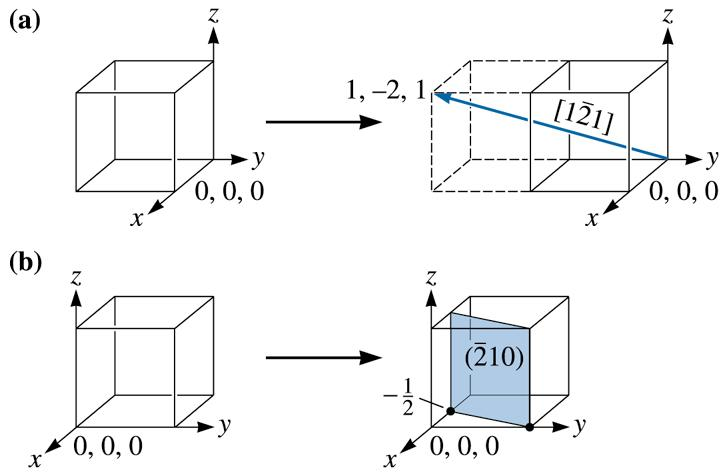 (a)
z
z
1, –2, 1
[12̄1]
y
y
0, 0, 0
0, 0, 0
x
x
(b)
z
z
(2̄10)
–1/2
y
y
0, 0, 0
0, 0, 0
x
x